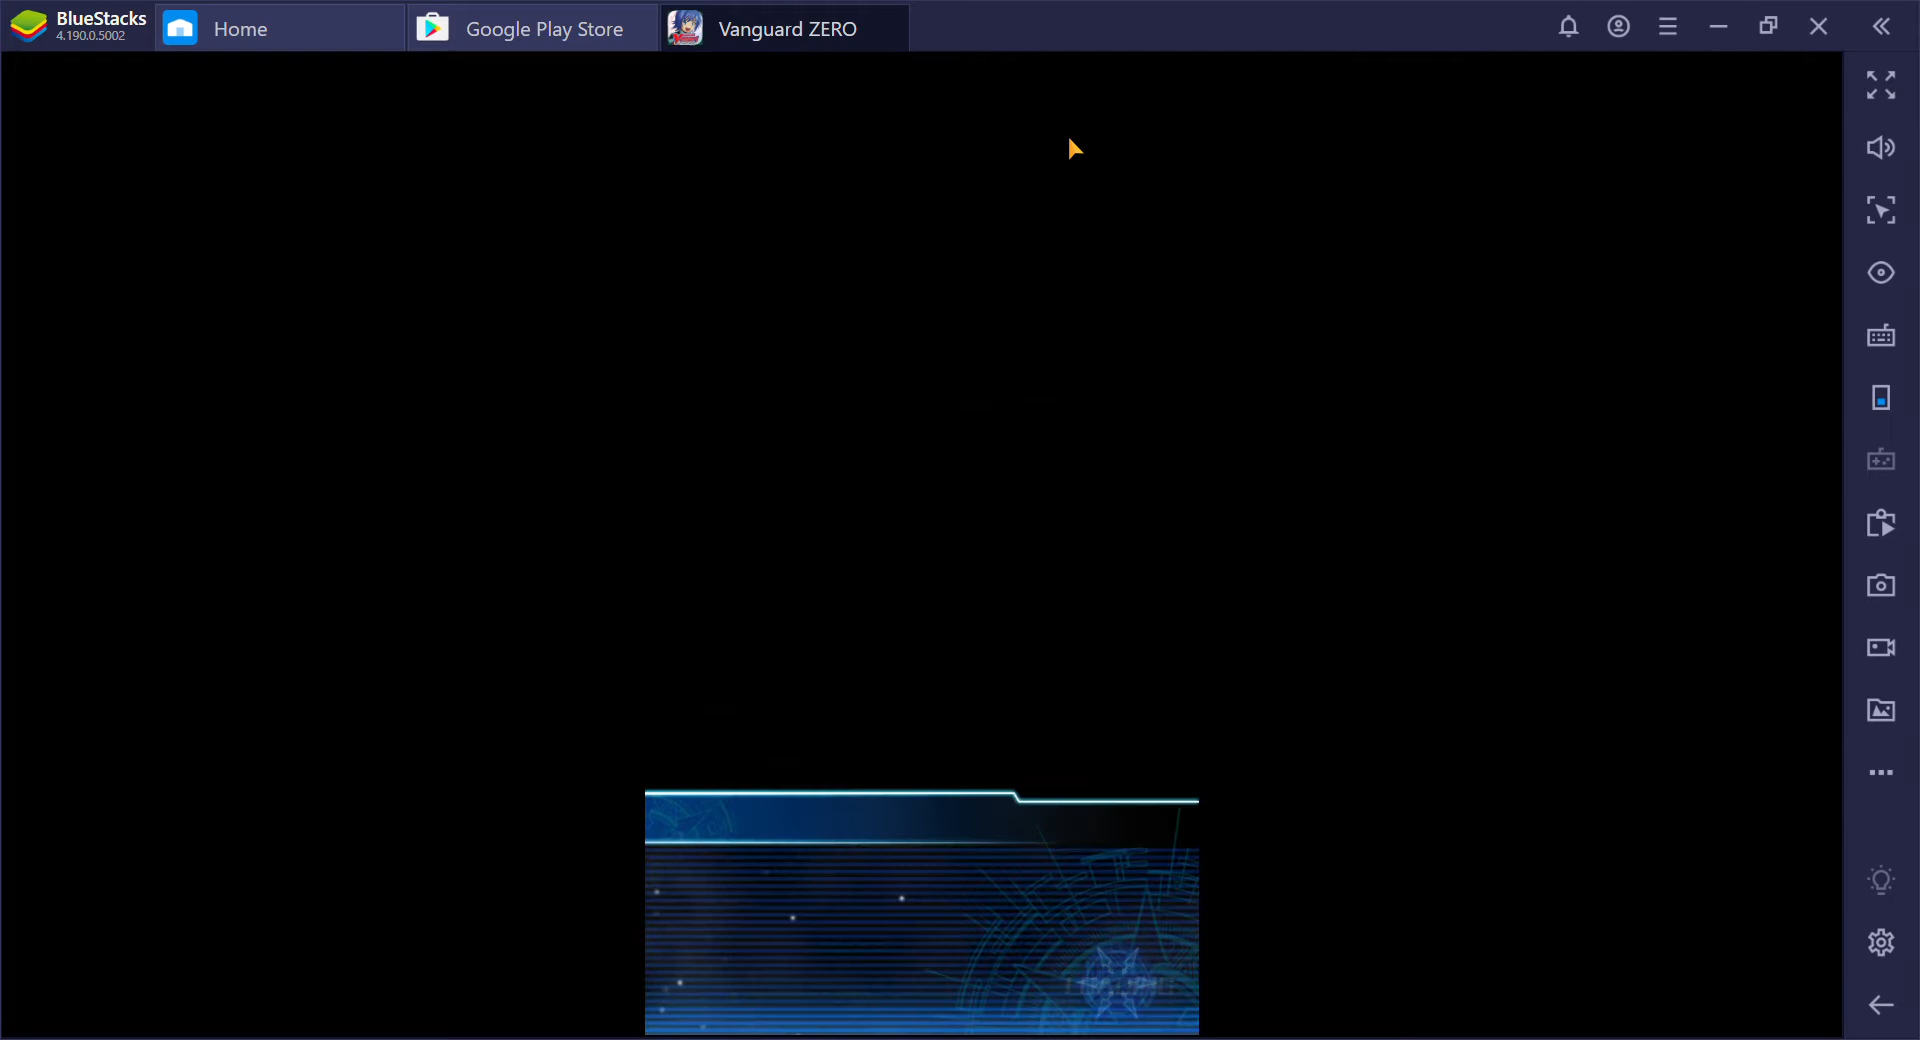 BlueStacks
4.190.0.5002
Home
Google Play Store
Vanguard ZERO